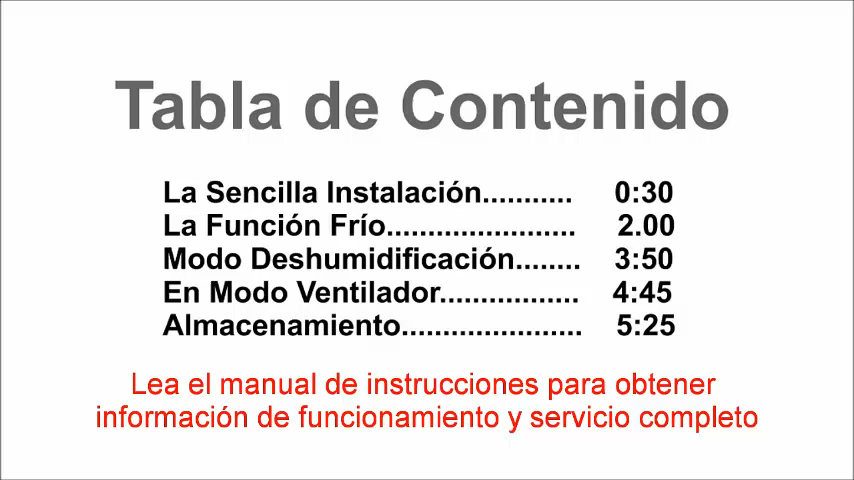 Tabla de Contenido
La Sencilla Instalación........... 0:30
La Función Frío....................... 2.00
Modo Deshumidificación........ 3:50
En Modo Ventilador................. 4:45
Almacenamiento...................... 5:25
Lea el manual de instrucciones para obtener
información de funcionamiento y servicio completo